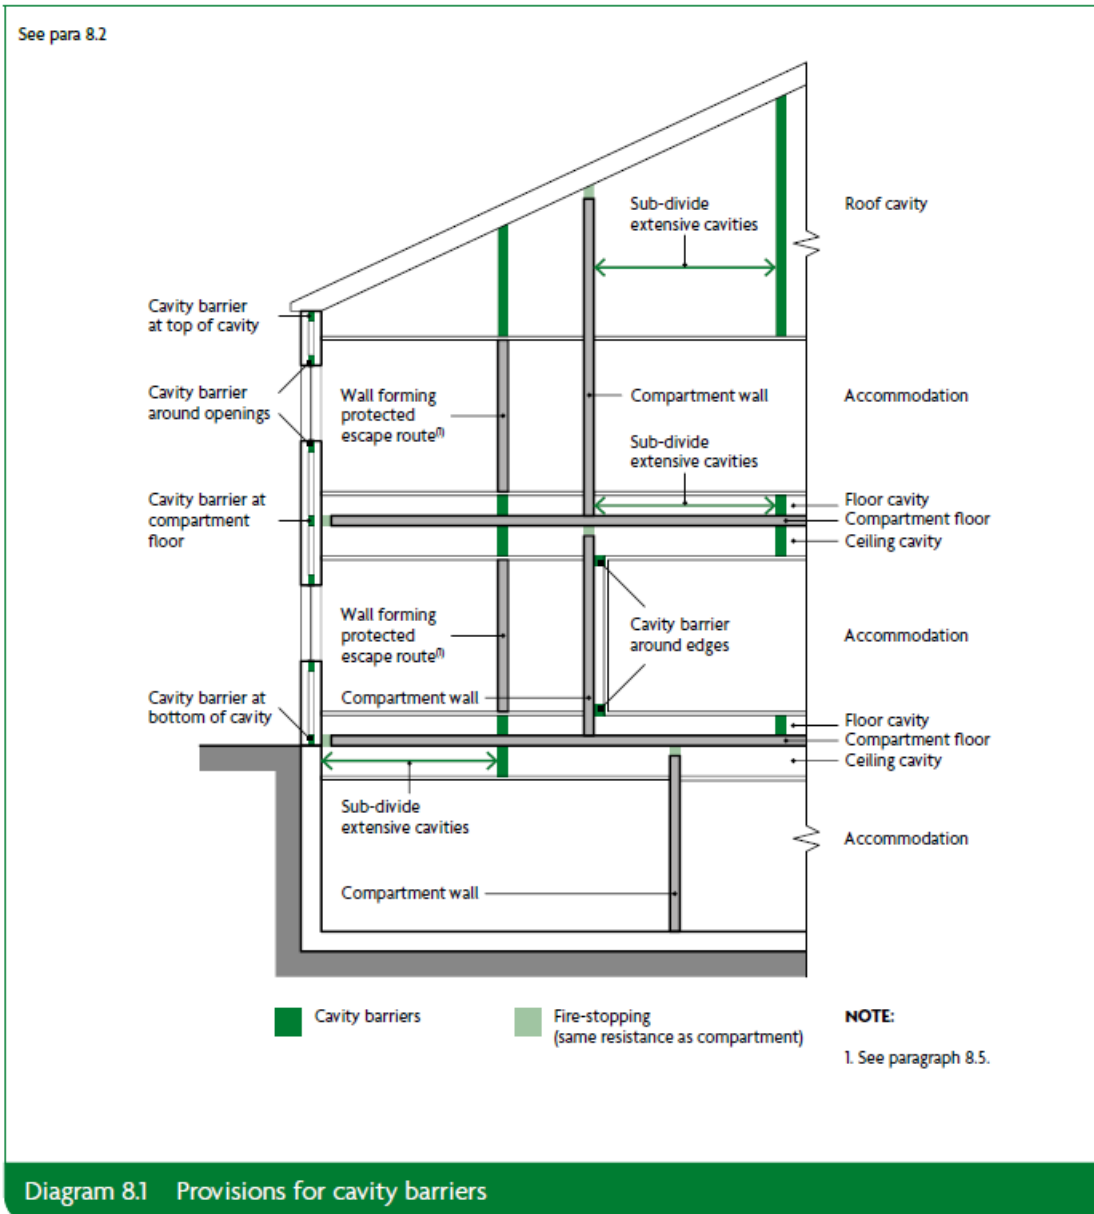 See para 8.2
Roof cavity
Sub-divide
extensive cavities
Cavity barrier
at top of cavity
Cavity barrier
around openings
Wall forming
protected
escape route(1)
Compartment wall
Accommodation
Sub-divide
extensive cavities
Cavity barrier at
compartment
floor
Floor cavity
Compartment floor
Ceiling cavity
Wall forming
protected
escape route(1)
Cavity barrier
around edges
Accommodation
Cavity barrier at
bottom of cavity
Compartment wall
Floor cavity
Compartment floor
Ceiling cavity
Sub-divide
extensive cavities
Accommodation
Compartment wall
Cavity barriers
Fire-stopping
(same resistance as compartment)
NOTE:
1. See paragraph 8.5.
Diagram 8.1 Provisions for cavity barriers